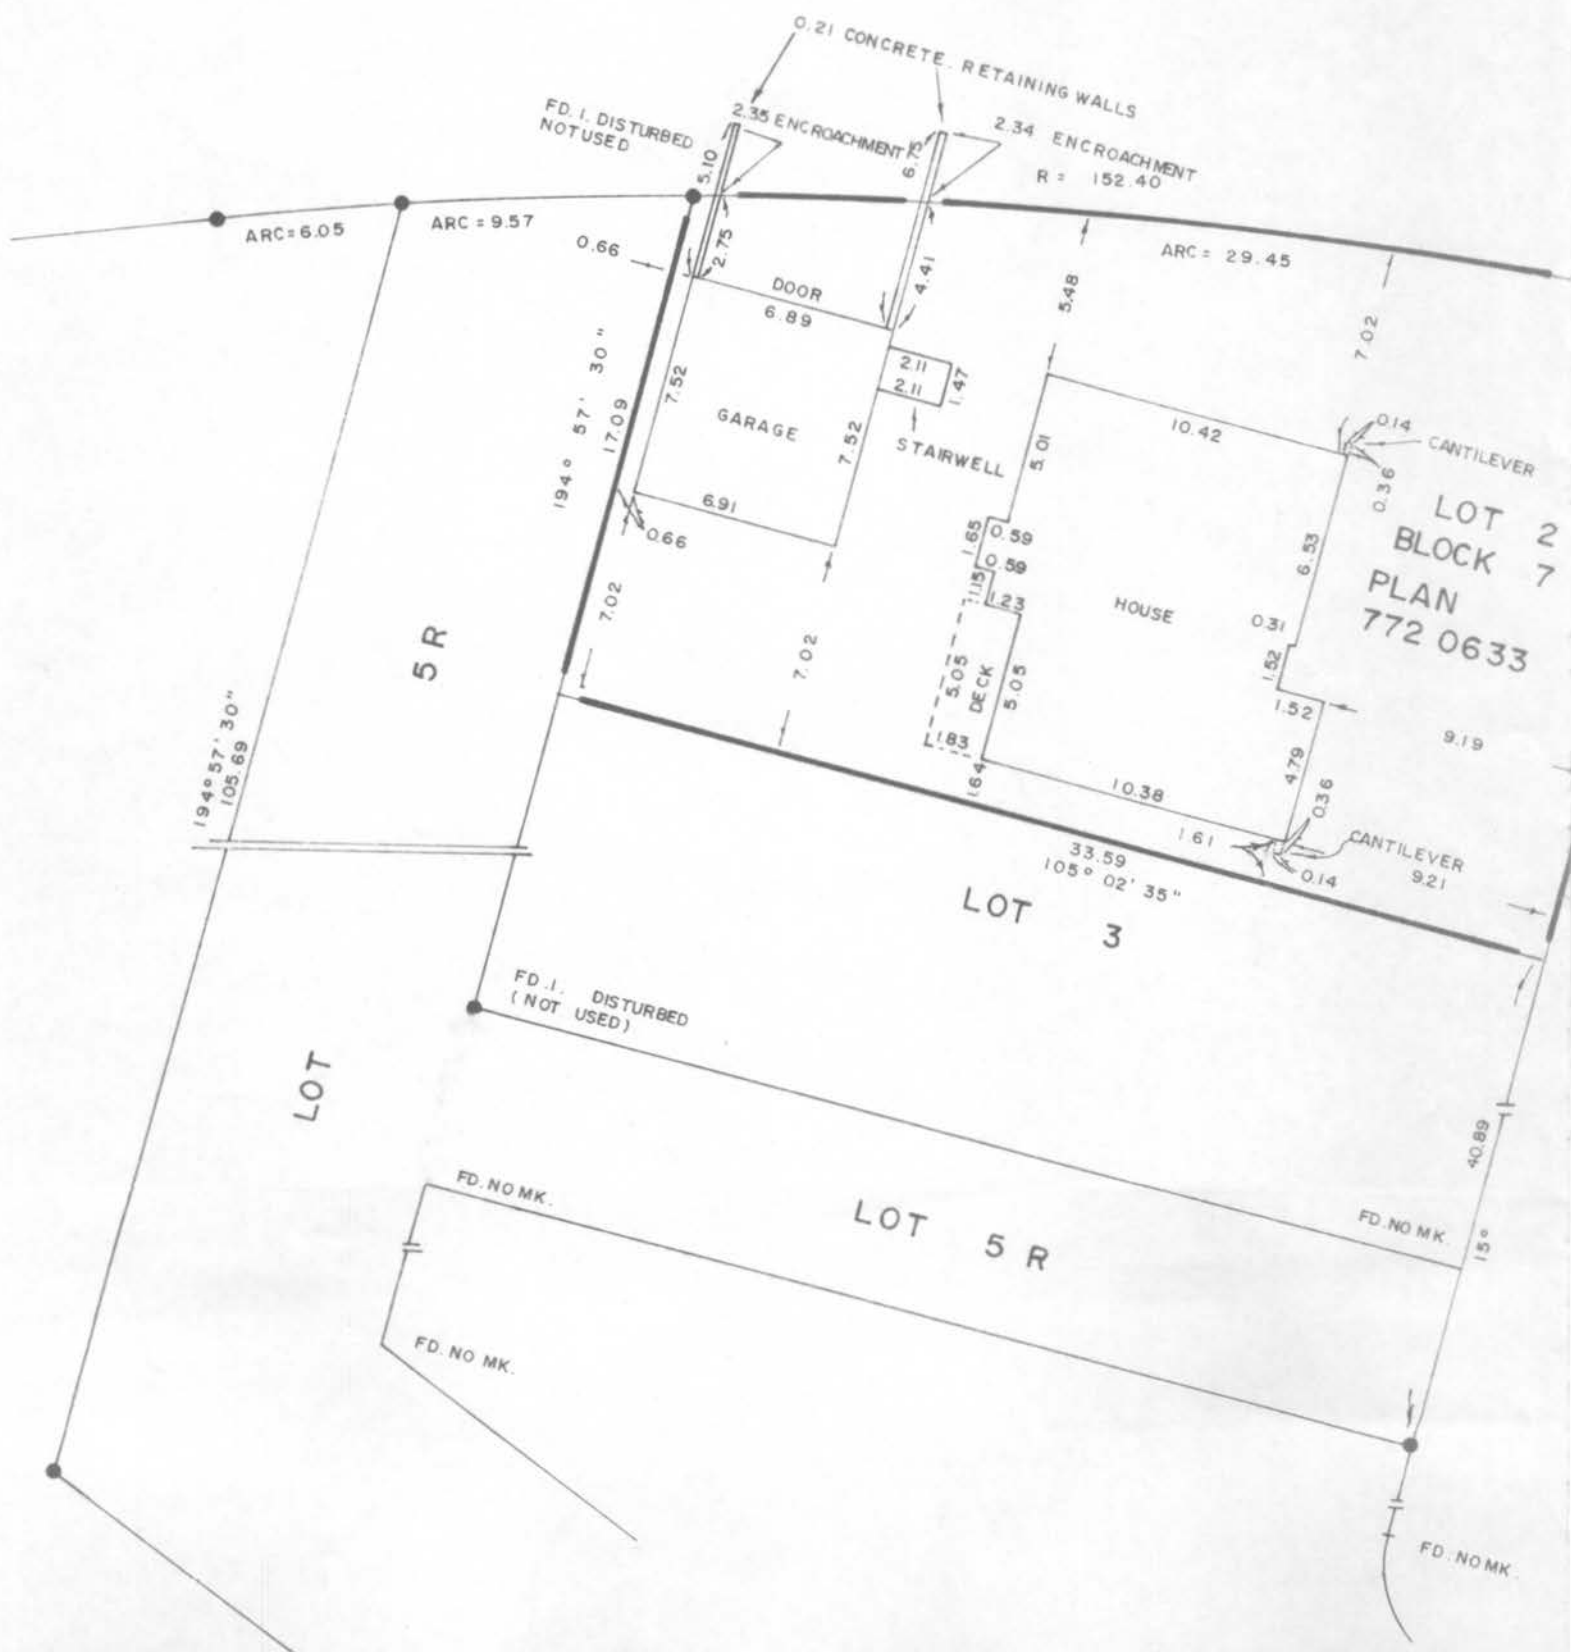 0.21 CONCRETE. RETAINING WALLS
FD. I. DISTURBED
NOT USED
2.35 ENCROACHMENT
2.34 ENCROACHMENT
R = 152.40
5.10
6.75
ARC=6.05
ARC = 9.57
0.66
2.75
4.41
ARC = 29.45
DOOR
6.89
5.48
7.02
194° 57' 30"
17.09
7.52
GARAGE
7.52
2.11
2.11
1.47
STAIRWELL
6.91
0.66
5.01
10.42
0.14
CANTILEVER
0.36
LOT 2
BLOCK 7
PLAN
772 0633
1.65
0.59
0.59
1.15
1.23
HOUSE
6.53
0.31
1.52
1.52
7.02
7.02
5.05
DECK
5.05
1.83
1.64
10.38
4.79
9.19
0.36
1.61
CANTILEVER
9.21
0.14
33.59
105° 02' 35"
5 R
194° 57' 30"
105.69
LOT 3
FD. I. DISTURBED
(NOT USED)
LOT
40.89
FD. NO MK.
LOT 5 R
FD. NO MK.
15°
FD. NO MK.
FD. NO MK.